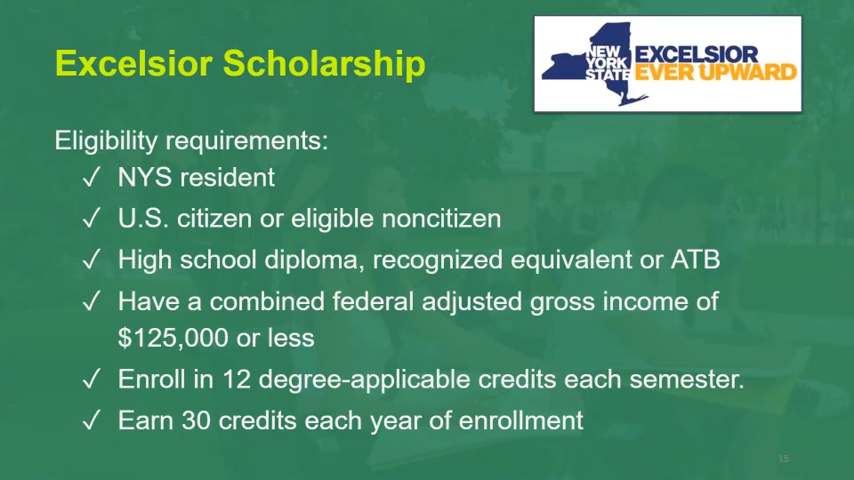 Excelsior Scholarship
NEW
YORK
STATE
EXCELSIOR
EVER UPWARD
Eligibility requirements:
✓ NYS resident
✓ U.S. citizen or eligible noncitizen
✓ High school diploma, recognized equivalent or ATB
✓ Have a combined federal adjusted gross income of
$125,000 or less
✓ Enroll in 12 degree-applicable credits each semester.
✓ Earn 30 credits each year of enrollment
15